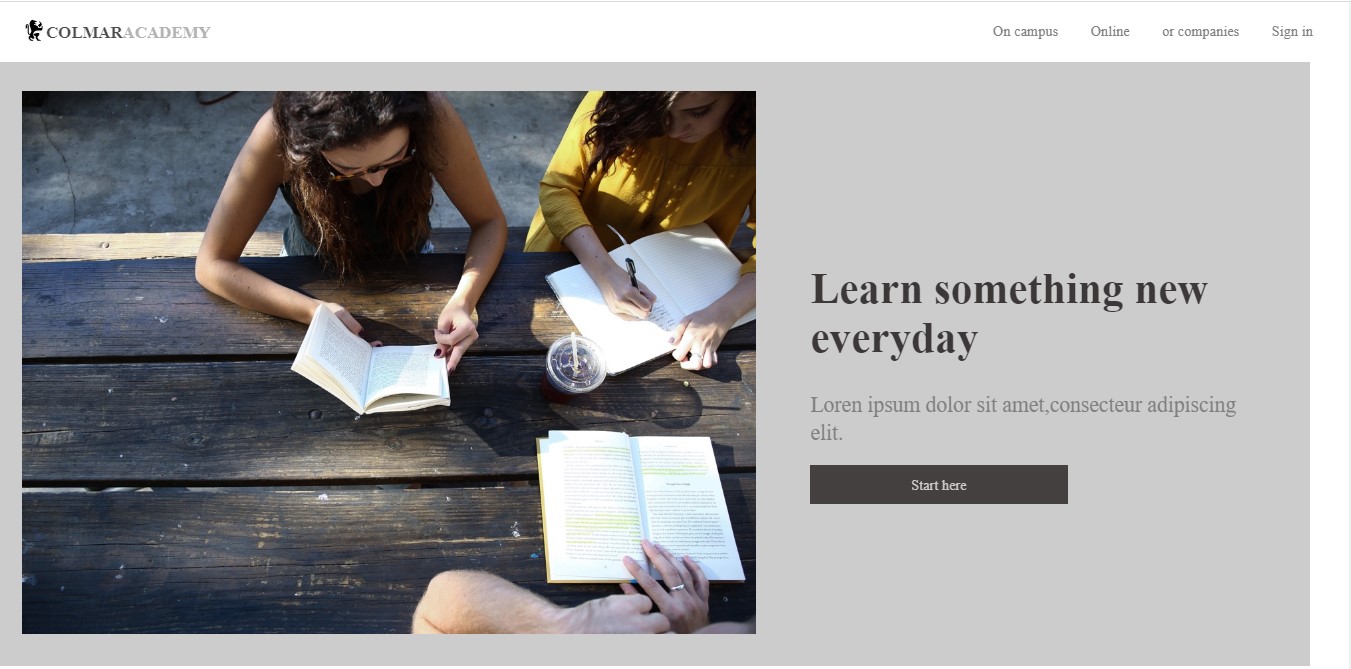 COLMARACADEMY
On campus Online or companies Sign in
Learn something new
everyday
Loren ipsum dolor sit amet,consecteur adipiscing
elit.
Start here